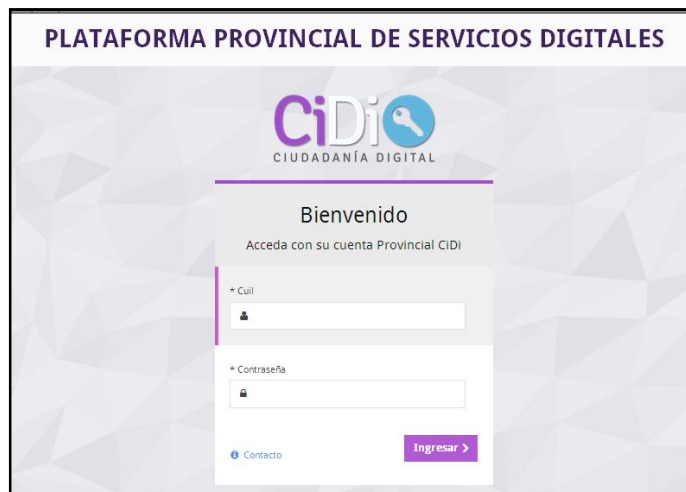 PLATAFORMA PROVINCIAL DE SERVICIOS DIGITALES
CiDi
CIUDADANÍA DIGITAL
Bienvenido
Acceda con su cuenta Provincial CiDi
* Cuil
* Contraseña
Contacto
Ingresar